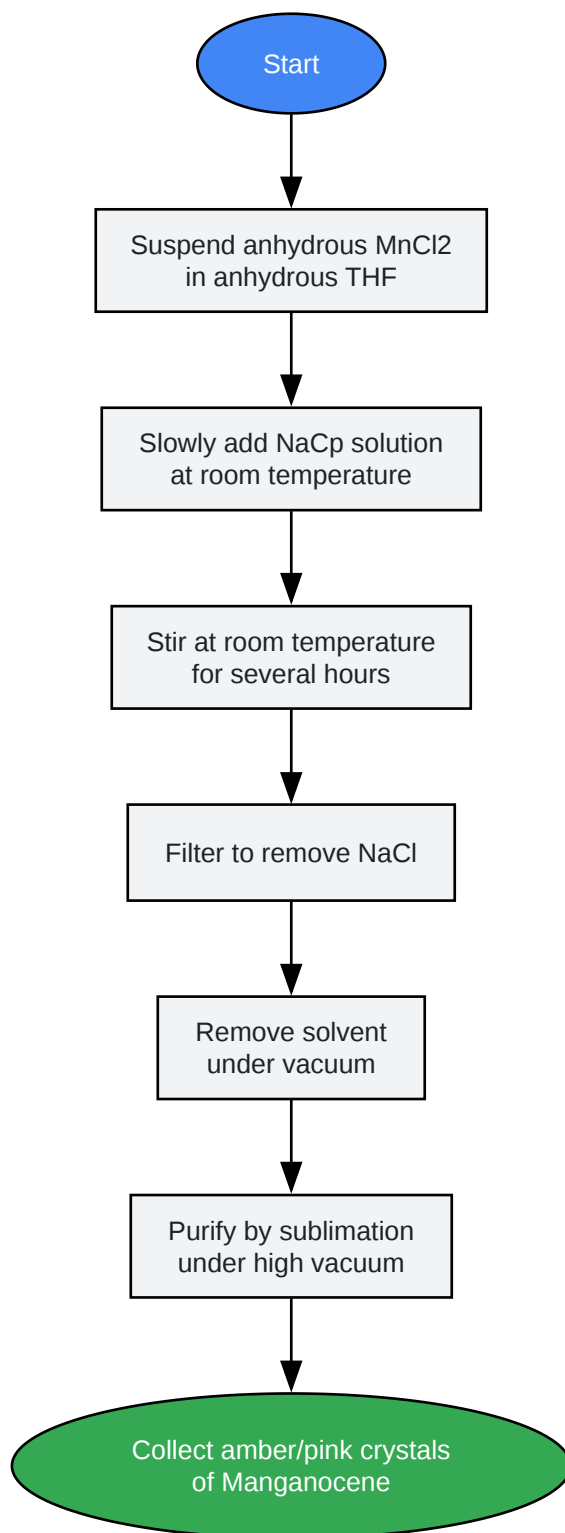 Start
Suspend anhydrous MnCl2
in anhydrous THF
Slowly add NaCp solution
at room temperature
Stir at room temperature
for several hours
Filter to remove NaCl
Remove solvent
under vacuum
Purify by sublimation
under high vacuum
Collect amber/pink crystals
of Manganocene